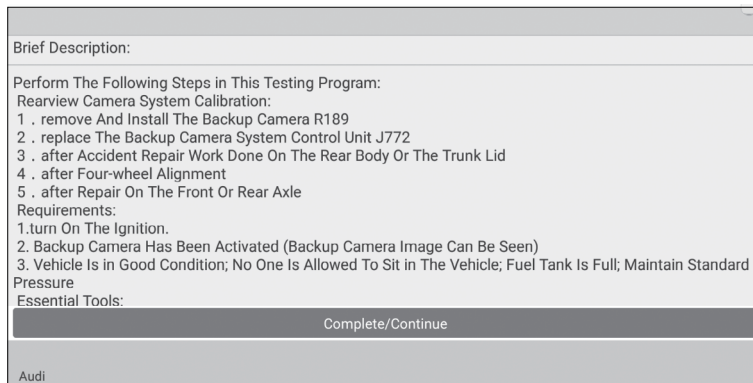 Brief Description:
Perform The Following Steps in This Testing Program:
Rearview Camera System Calibration:
1 . remove And Install The Backup Camera R189
2 . replace The Backup Camera System Control Unit J772
3 . after Accident Repair Work Done On The Rear Body Or The Trunk Lid
4 . after Four-wheel Alignment
5 . after Repair On The Front Or Rear Axle
Requirements:
1.turn On The Ignition.
2. Backup Camera Has Been Activated (Backup Camera Image Can Be Seen)
3. Vehicle Is in Good Condition; No One Is Allowed To Sit in The Vehicle; Fuel Tank Is Full; Maintain Standard
Pressure
Essential Tools:
Complete/Continue
Audi